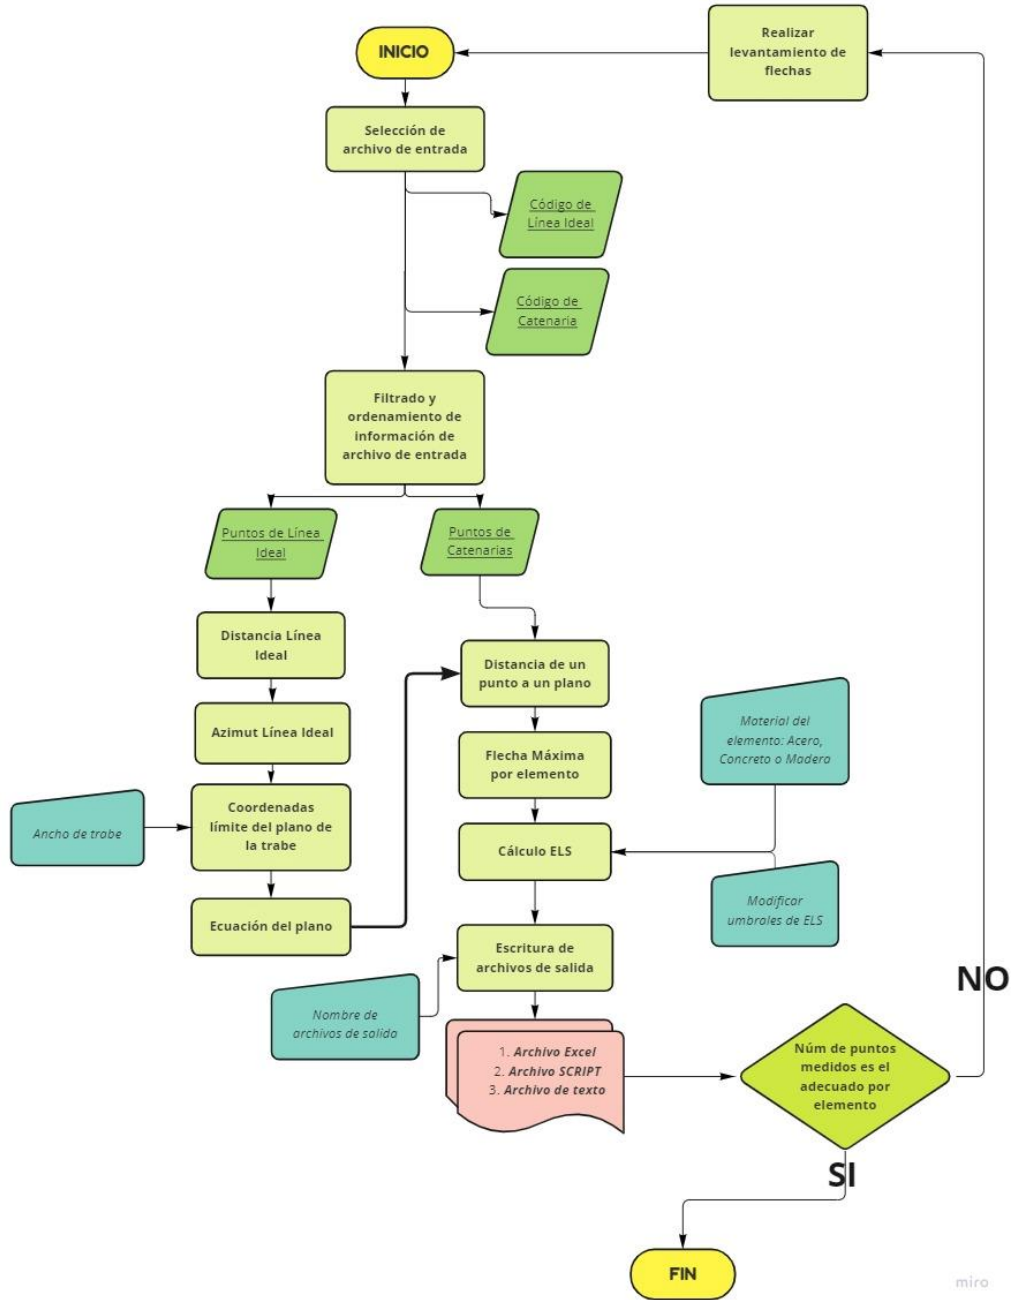 INICIO
Realizar
levantamiento de
flechas
Selección de
archivo de entrada
Código de
Línea Ideal
Código de
Catenaria
Filtrado y
ordenamiento de
información de
archivo de entrada
Puntos de Línea
Ideal
Puntos de
Catenarias
Distancia Línea
Ideal
Distancia de un
punto a un plano
Azimut Línea Ideal
Flecha Máxima
por elemento
Material del
elemento: Acero,
Concreto o Madera
Ancho de trabe
Coordenadas
límite del plano de
la trabe
Cálculo ELS
Ecuación del plano
Modificar
umbrales de ELS
Escritura de
archivos de salida
Nombre de
archivos de salida
NO
1. Archivo Excel
2. Archivo SCRIPT
3. Archivo de texto
Núm de puntos
medidos es el
adecuado por
elemento
SI
FIN
miro